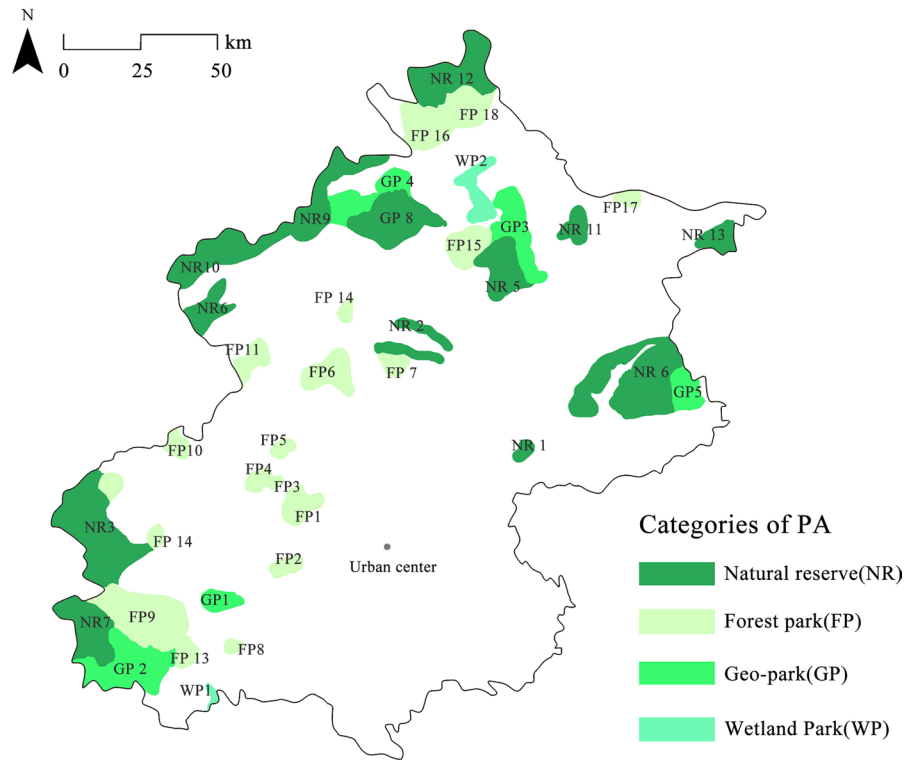 N
km
0 25 50
NR 12
FP 18
FP 16
WP2
GP 4
FP17
NR9
GP 8
GP3
NR 11
NR 13
FP15
NR10
NR 5
FP 14
NR6
NR 2
FP11
FP6
FP 7
NR 6
GP5
FP5
FP10
NR 1
FP4
FP3
FP1
NR3
FP 14
Urban center
FP2
GP1
FP9
NR7
FP8
FP 13
GP 2
WP1
Categories of PA
Natural reserve(NR)
Forest park(FP)
Geo-park(GP)
Wetland Park(WP)